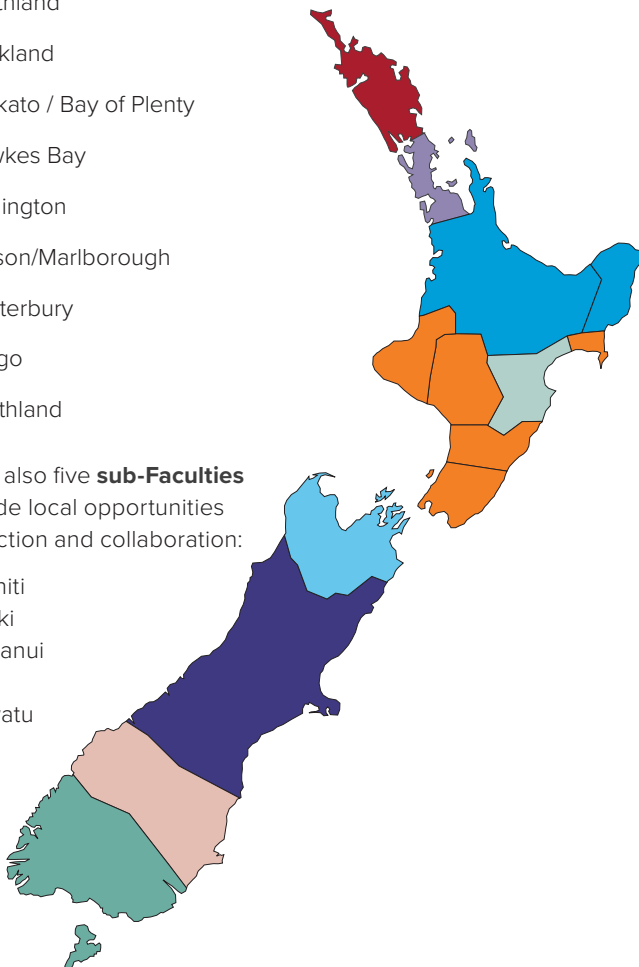 thland
kland
kato / Bay of Plenty
kes Bay
ington
son/Marlborough
terbury
go
thland
also five sub-Faculties
de local opportunities
ction and collaboration:
niti
ki
anui
atu